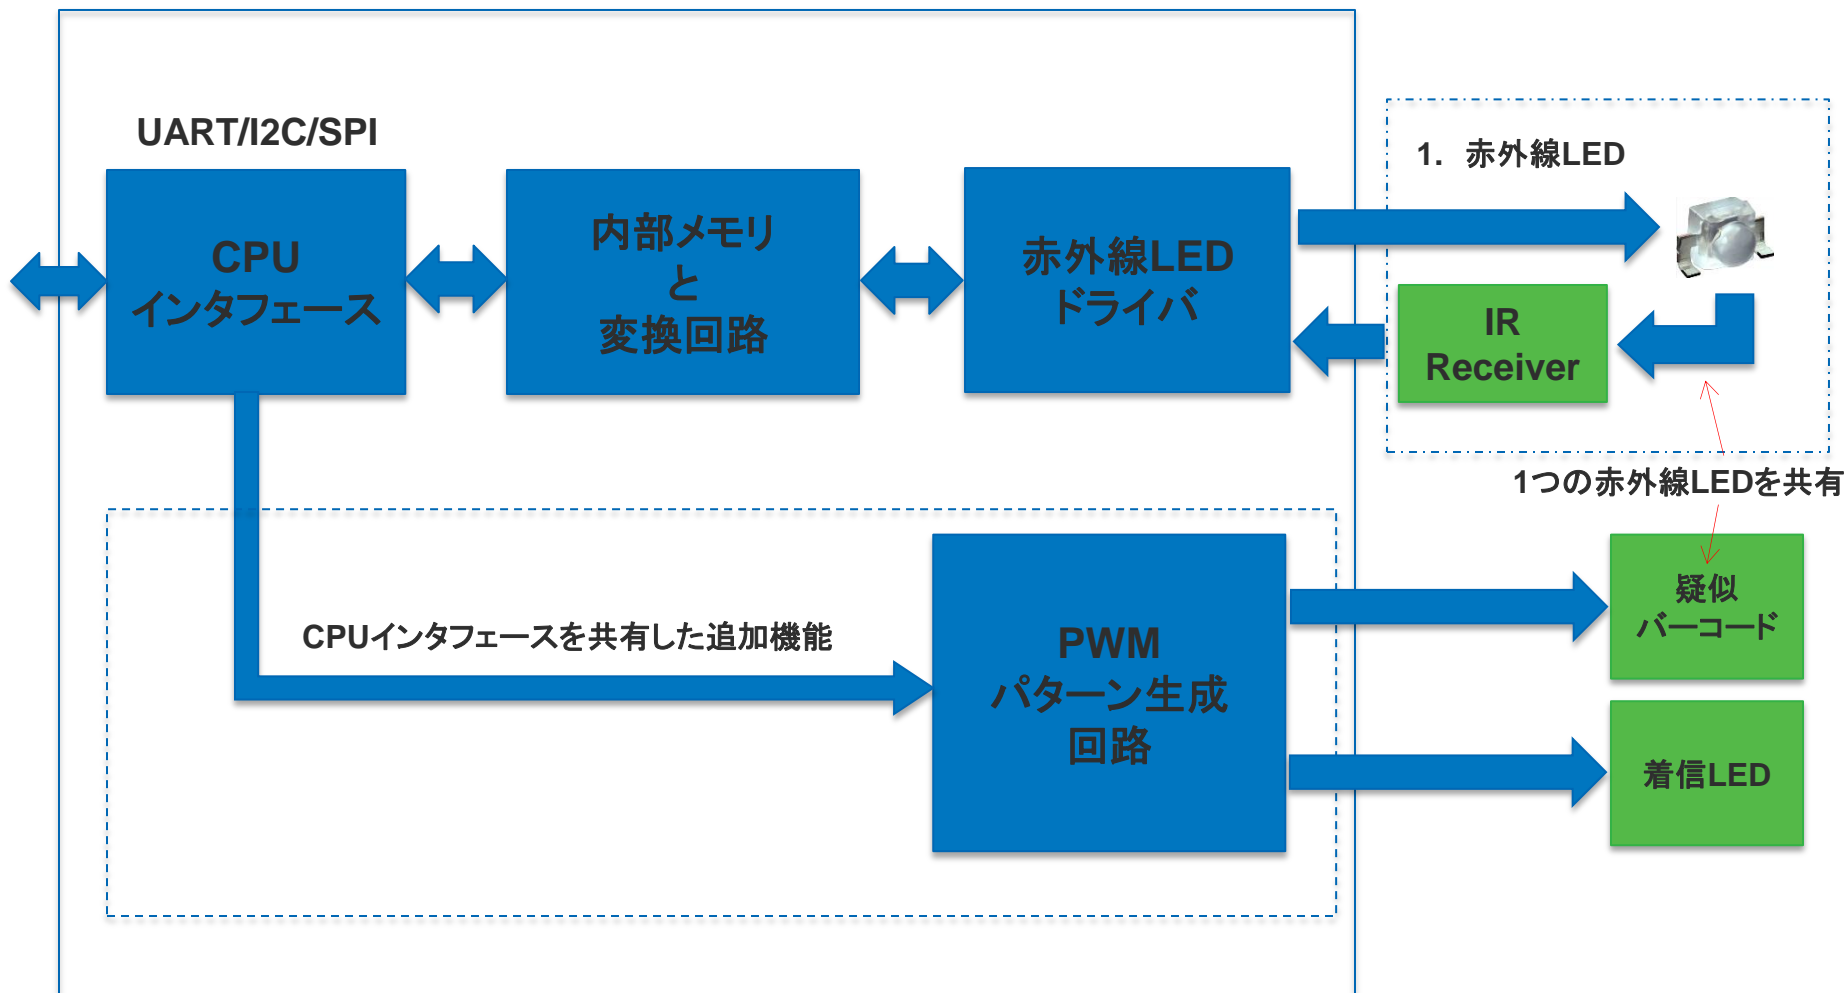 UART/I2C/SPI
CPU
インタフェース
内部メモリ
と
変換回路
赤外線LED
ドライバ
1. 赤外線LED
IR
Receiver
1つの赤外線LEDを共有
CPUインタフェースを共有した追加機能
PWM
パターン生成
回路
疑似
バーコード
着信LED